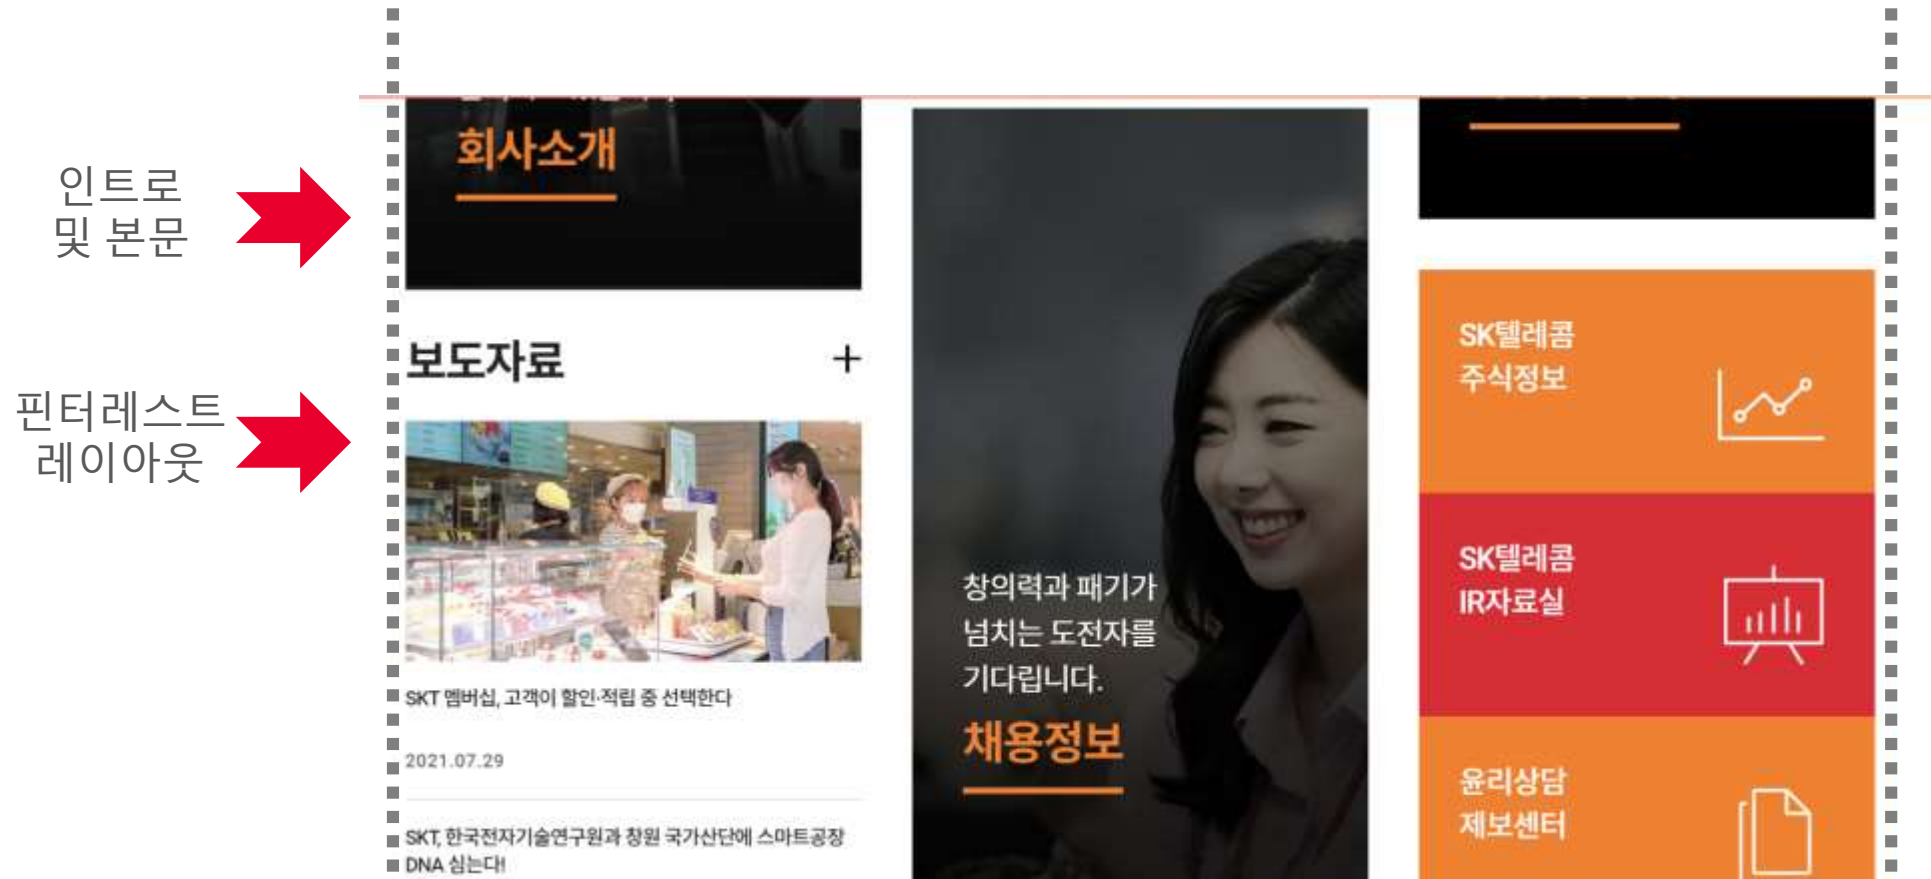 인트로
및 본문
핀터레스트
레이아웃
회사소개
보도자료 +
SKT 멤버십, 고객이 할인·적립 중 선택한다
2021.07.29
SKT, 한국전자기술연구원과 창원 국가산단에 스마트공장
DNA 심는다!
창의력과 패기가
넘치는 도전자를
기다립니다.
채용정보
SK텔레콤
주식정보
SK텔레콤
IR자료실
윤리상담
제보센터